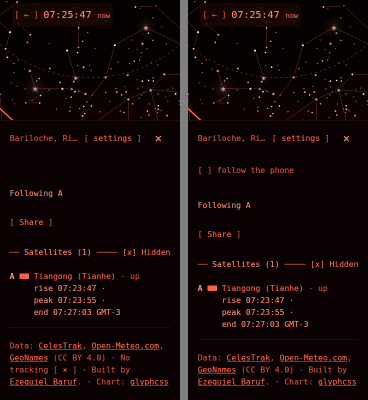 [ ← ] 07:25:47 now
Bariloche, Ri… [ settings ] ×
Following A
[ Share ]
Satellites (1) [x] Hidden
A Tiangong (Tianhe) · up
rise 07:23:47 ·
peak 07:23:55 ·
end 07:27:03 GMT-3
Data: CelesTrak, Open-Meteo.com,
GeoNames (CC BY 4.0) · No
tracking [ × ] · Built by
Ezequiel Baruf. · Chart: glyphcss
[ ← ] 07:25:47 now
Bariloche, Ri… [ settings ] ×
[ ] follow the phone
Following A
[ Share ]
Satellites (1) [x] Hidden
A Tiangong (Tianhe) · up
rise 07:23:47 ·
peak 07:23:55 ·
end 07:27:03 GMT-3
Data: CelesTrak, Open-Meteo.com,
GeoNames (CC BY 4.0) · No
tracking [ × ] · Built by
Ezequiel Baruf. · Chart: glyphcss